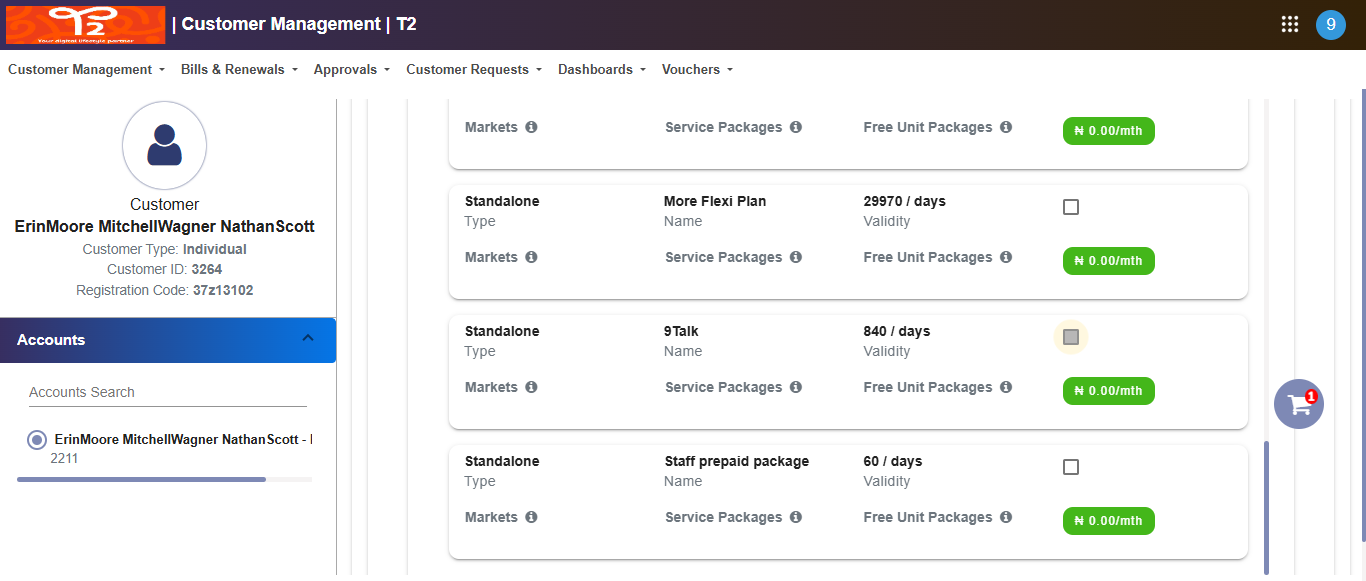 T2
Your digital lifestyle partner
| Customer Management | T2
9
Customer Management
Bills & Renewals
Approvals
Customer Requests
Dashboards
Vouchers
Customer
ErinMoore MitchellWagner NathanScott
Customer Type: Individual
Customer ID: 3264
Registration Code: 37z13102
Accounts
Accounts Search
ErinMoore MitchellWagner NathanScott -
2211
Markets
Service Packages
Free Unit Packages
₦ 0.00/mth
Standalone
More Flexi Plan
29970 / days
Type
Name
Validity
Markets
Service Packages
Free Unit Packages
₦ 0.00/mth
Standalone
9Talk
840 / days
Type
Name
Validity
Markets
Service Packages
Free Unit Packages
₦ 0.00/mth
Standalone
Staff prepaid package
60 / days
Type
Name
Validity
Markets
Service Packages
Free Unit Packages
₦ 0.00/mth
1